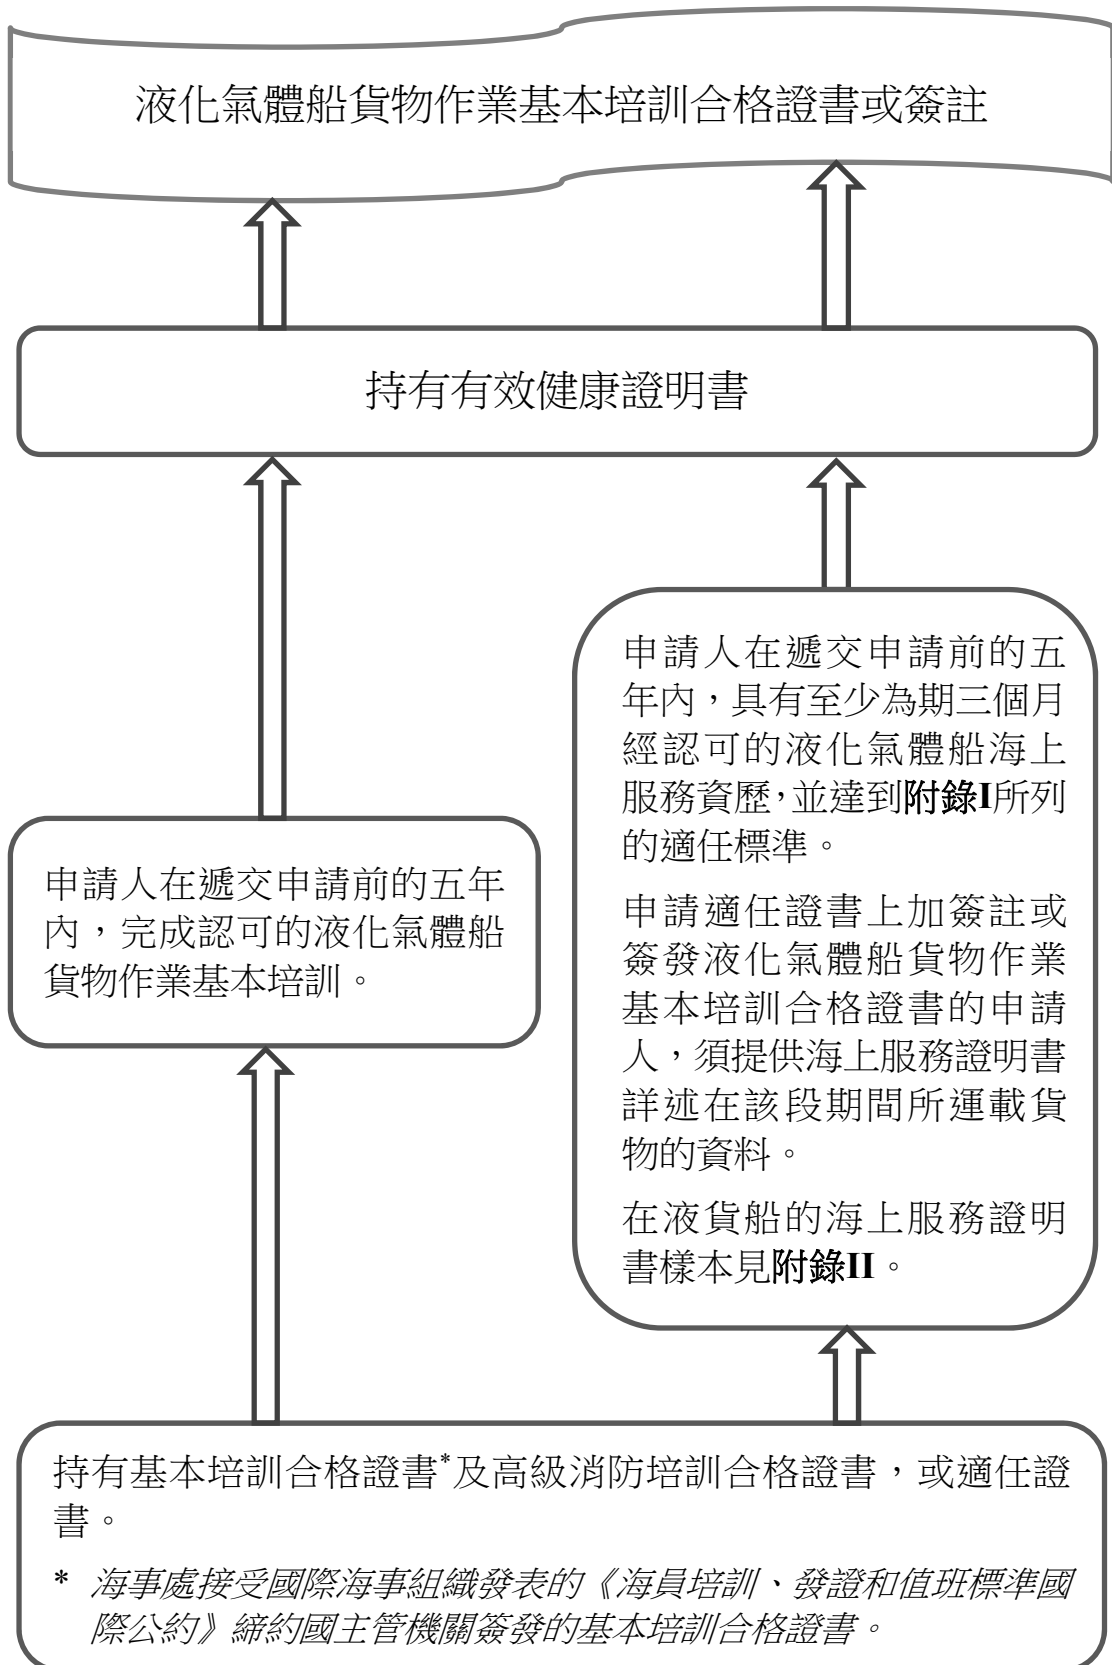 液化氣體船貨物作業基本培訓合格證書或簽註
持有有效健康證明書
申請人在遞交申請前的五年
內，完成認可的液化氣體船
貨物作業基本培訓。
申請人在遞交申請前的五
年內，具有至少為期三個月
經認可的液化氣體船海上
服務資歷，並達到附錄I所列
的適任標準。
申請適任證書上加簽註或
簽發液化氣體船貨物作業
基本培訓合格證書的申請
人，須提供海上服務證明書
詳述在該段期間所運載貨
物的資料。
在液貨船的海上服務證明
書樣本見附錄II。
持有基本培訓合格證書*及高級消防培訓合格證書，或適任證
書。
* 海事處接受國際海事組織發表的《海員培訓、發證和值班標準國
際公約》締約國主管機關簽發的基本培訓合格證書。